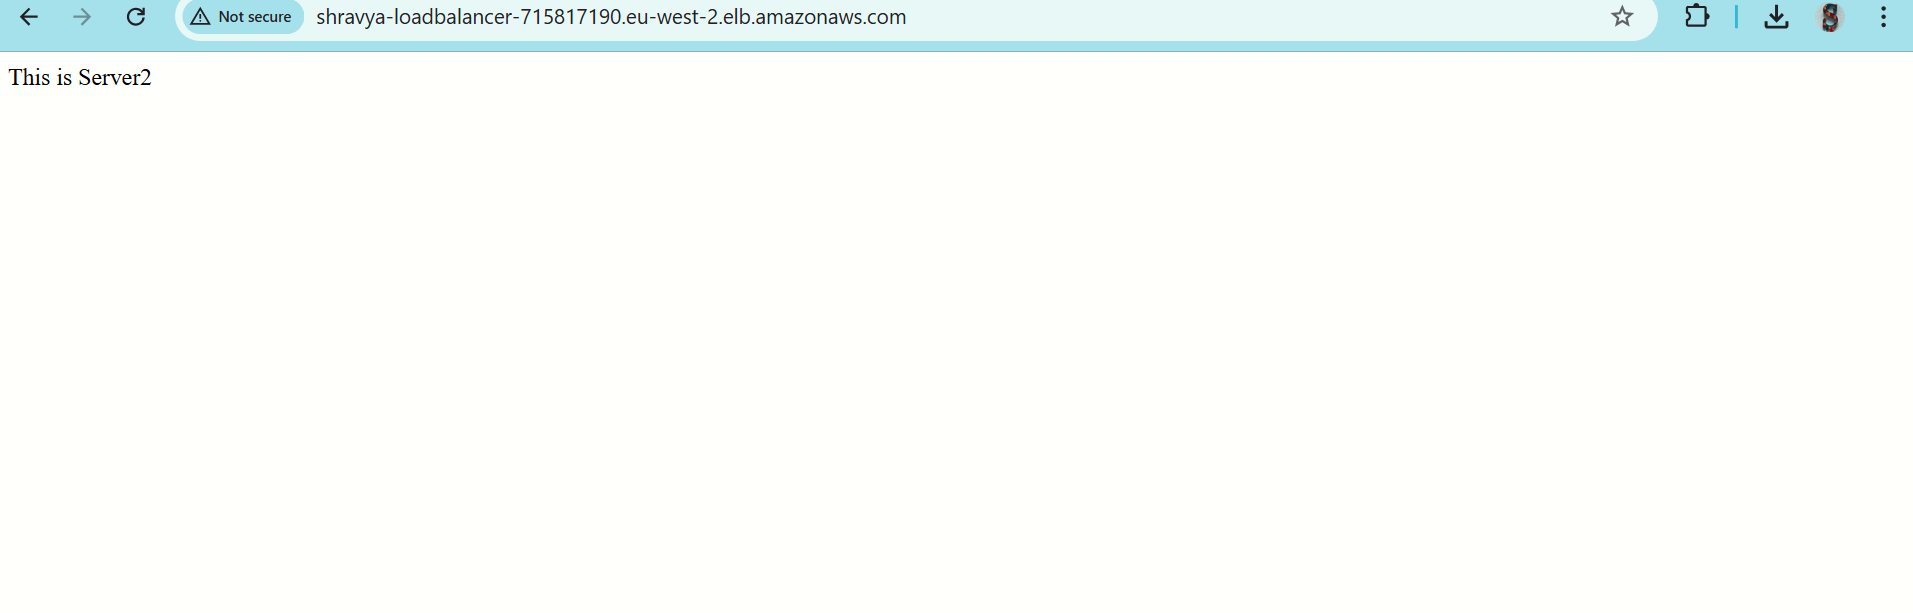 Not secure
shravya-loadbalancer-715817190.eu-west-2.elb.amazonaws.com
This is Server2